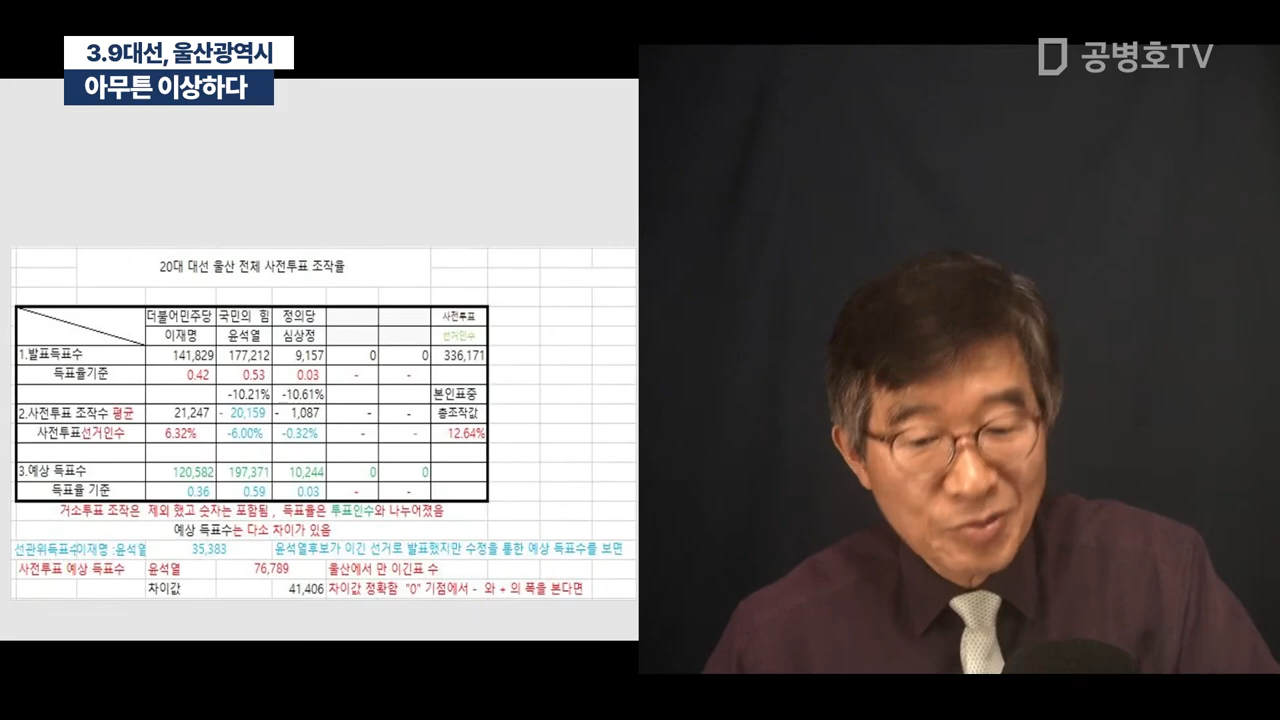 3.9대선, 울산광역시
아무튼 이상하다
공병호TV
20대 대선 울산 전체 사전투표 조작율
더불어민주당 국민의 힘 정의당 사전투표
이재명 윤석열 심상정 선거인수
1.발표득표수 141,829 177,212 9,157 0 0 336,171
득표율기준 0.42 0.53 0.03 - -
-10.21% -10.61% 본인표중
2.사전투표 조작수 평균 21,247 - 20,159 - 1,087 - - 총조작값
사전투표선거인수 6.32% -6.00% -0.32% - - 12.64%
3.예상 득표수 120,582 197,371 10,244 0 0
득표율 기준 0.36 0.59 0.03 - -
거소투표 조작은 제외 했고 숫자는 포함됨 , 득표율은 투표인수와 나누어졌음
예상 득표수는 다소 차이가 있음
선관위득표수이재명 :윤석열 35,383 윤석열후보가 이긴 선거로 발표했지만 수정을 통한 예상 득표수를 보면
사전투표 예상 득표수 윤석열 76,789 울산에서 만 이긴표 수
차이값 41,406 차이값 정확함 "0" 기점에서 - 와 + 의 폭을 본다면